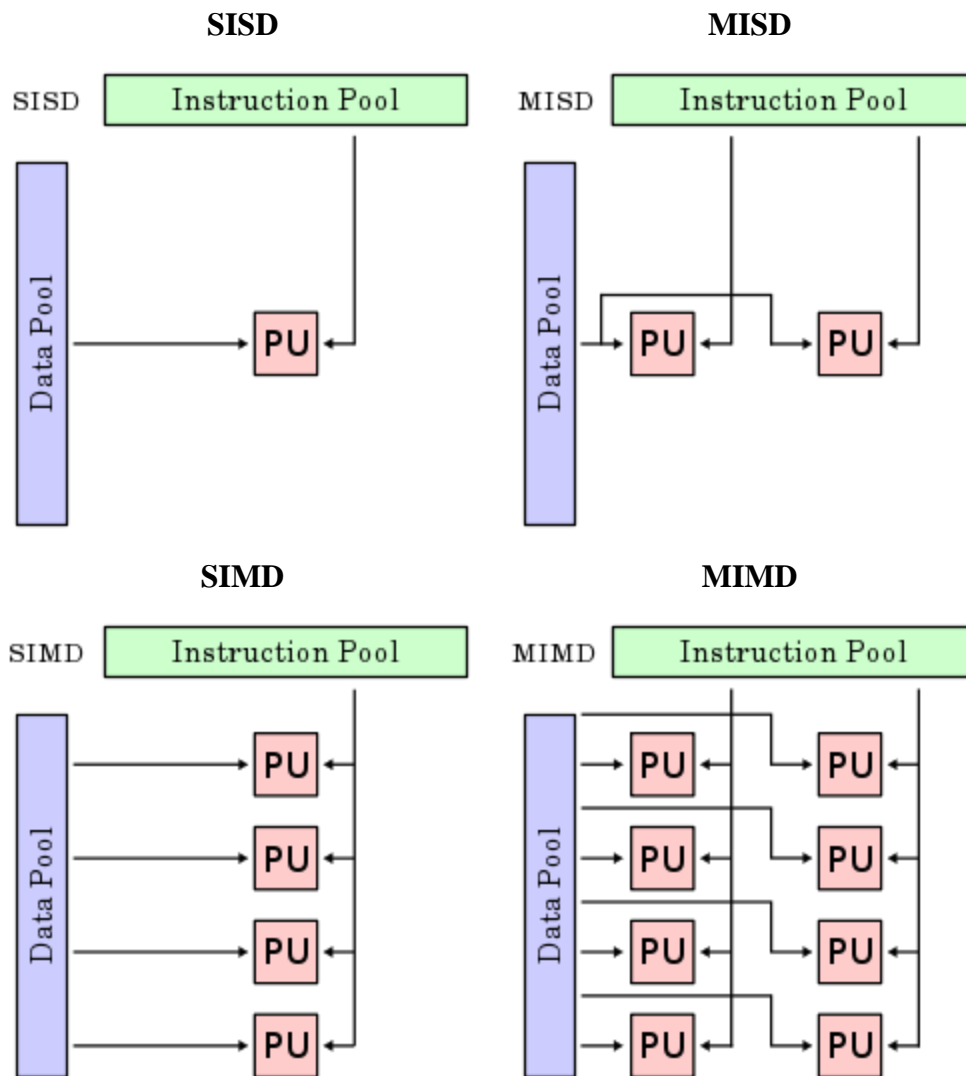 SISD
MISD
SISD
Instruction Pool
MISD
Instruction Pool
Data Pool
PU
Data Pool
PU
PU
SIMD
MIMD
SIMD
Instruction Pool
MIMD
Instruction Pool
Data Pool
PU
PU
PU
PU
Data Pool
PU
PU
PU
PU
PU
PU
PU
PU